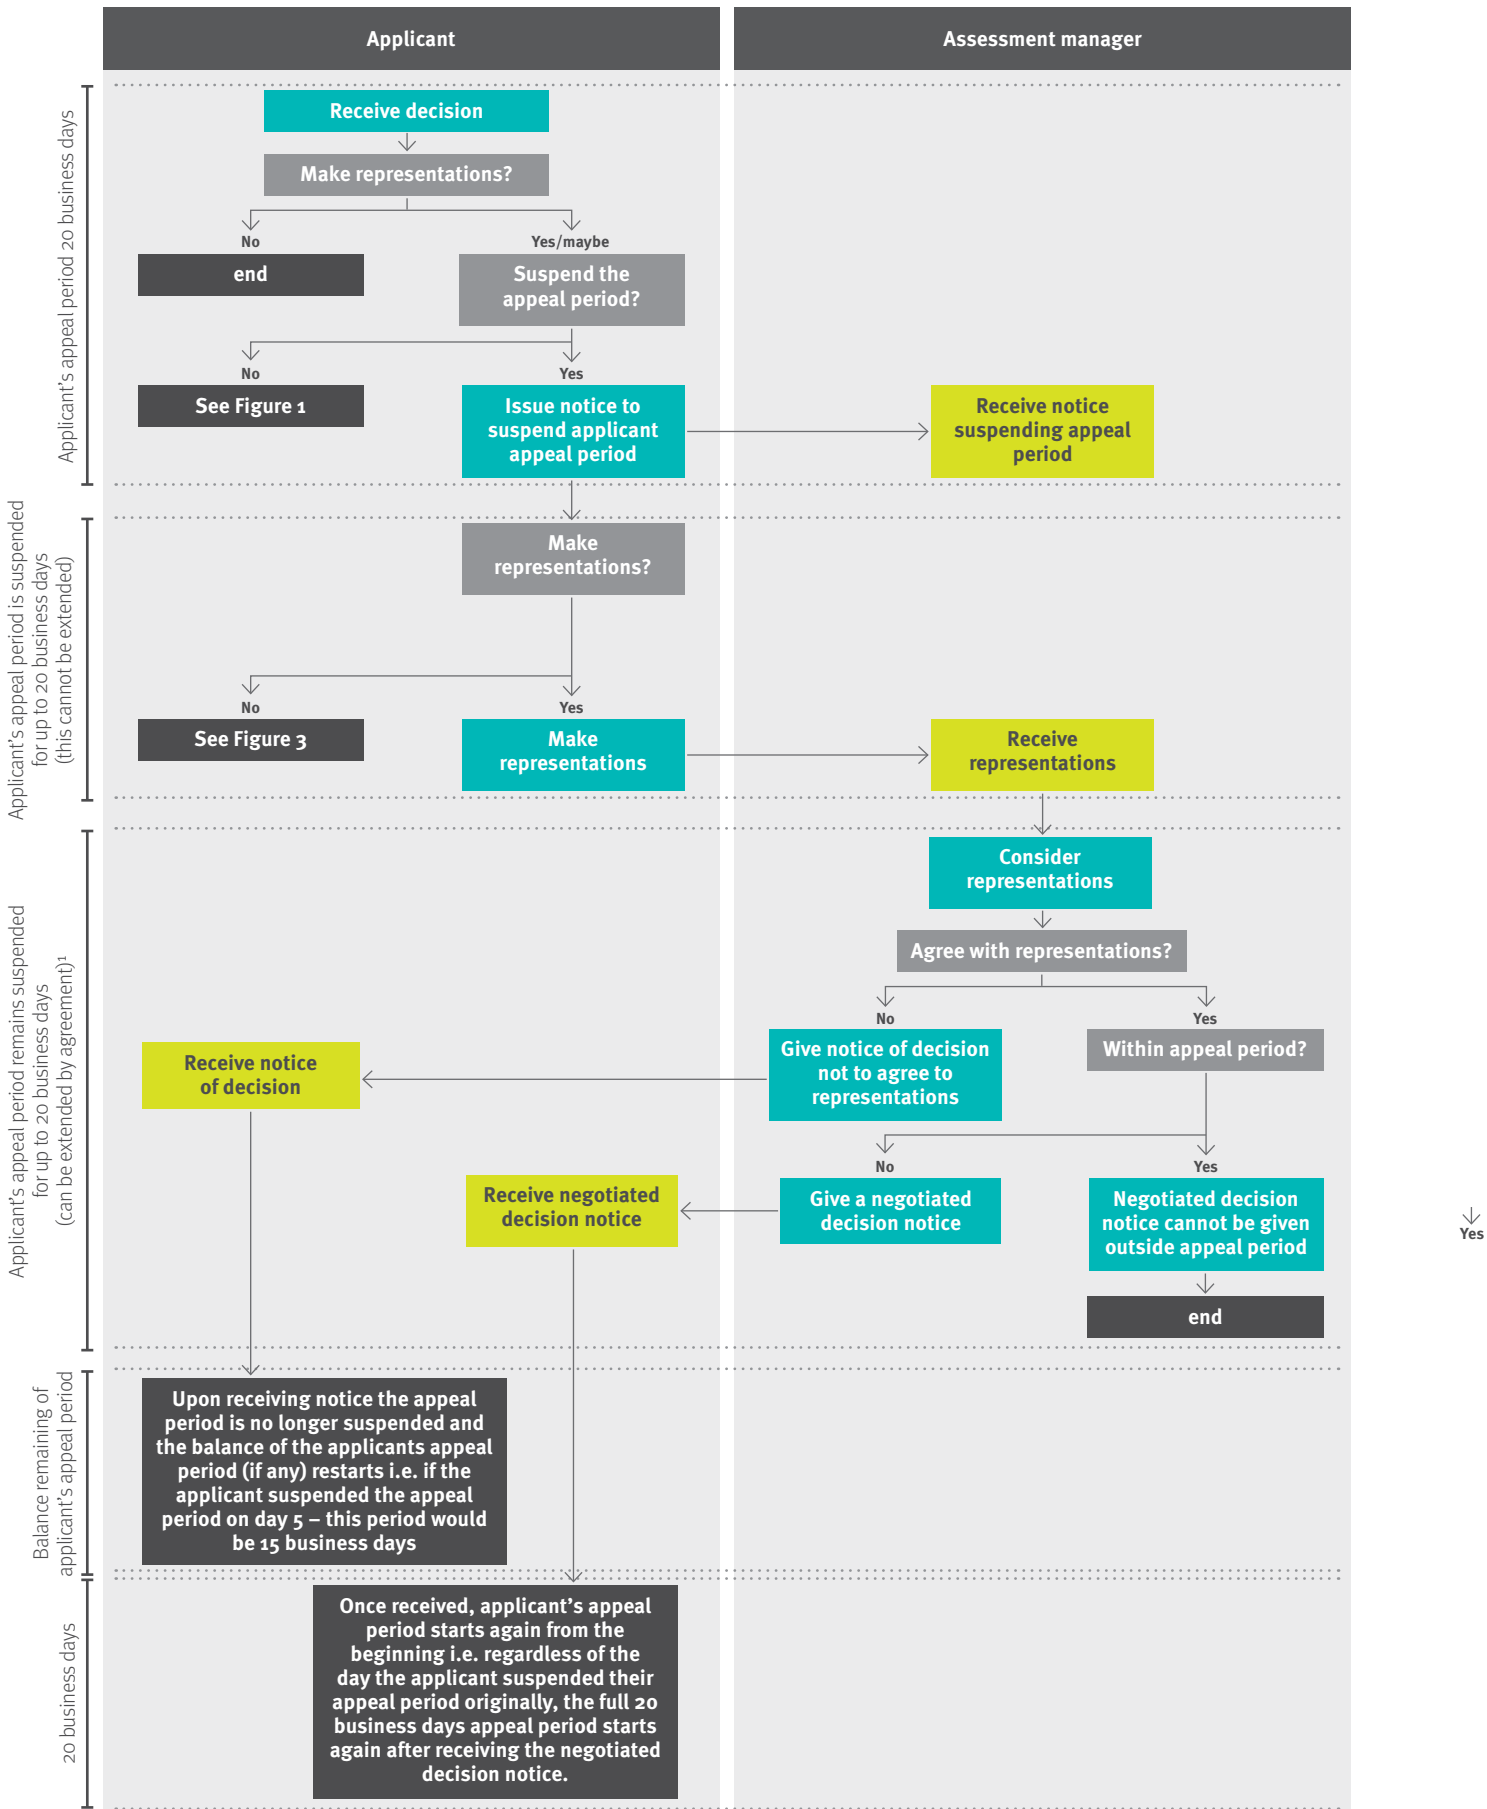 Applicant
Assessment manager
Applicant's appeal period 20 business days
Receive decision
Make representations?
No
Yes/maybe
end
Suspend the
appeal period?
No
Yes
See Figure 1
Issue notice to
suspend applicant
appeal period
Receive notice
suspending appeal
period
Applicant's appeal period is suspended
for up to 20 business days
(this cannot be extended)
Make
representations?
No
Yes
See Figure 3
Make
representations
Receive
representations
Applicant's appeal period remains suspended
for up to 20 business days
(can be extended by agreement)¹
Consider
representations
Agree with representations?
No
Yes
Give notice of decision
not to agree to
representations
Within appeal period?
Receive notice
of decision
No
Yes
Receive negotiated
decision notice
Give a negotiated
decision notice
Negotiated decision
notice cannot be given
outside appeal period
Yes
end
Balance remaining of
applicant's appeal period
Upon receiving notice the appeal
period is no longer suspended and
the balance of the applicants appeal
period (if any) restarts i.e. if the
applicant suspended the appeal
period on day 5 – this period would
be 15 business days
20 business days
Once received, applicant's appeal
period starts again from the
beginning i.e. regardless of the
day the applicant suspended their
appeal period originally, the full 20
business days appeal period starts
again after receiving the negotiated
decision notice.